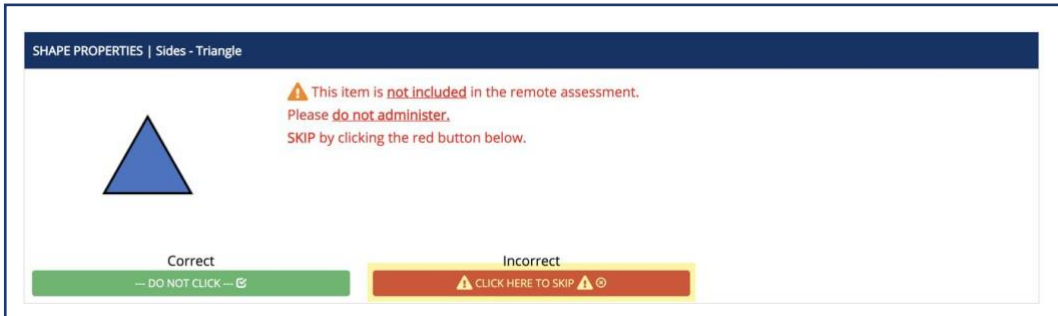 SHAPE PROPERTIES | Sides - Triangle
This item is not included in the remote assessment.
Please do not administer.
SKIP by clicking the red button below.
Correct
Incorrect
--- DO NOT CLICK ---
CLICK HERE TO SKIP